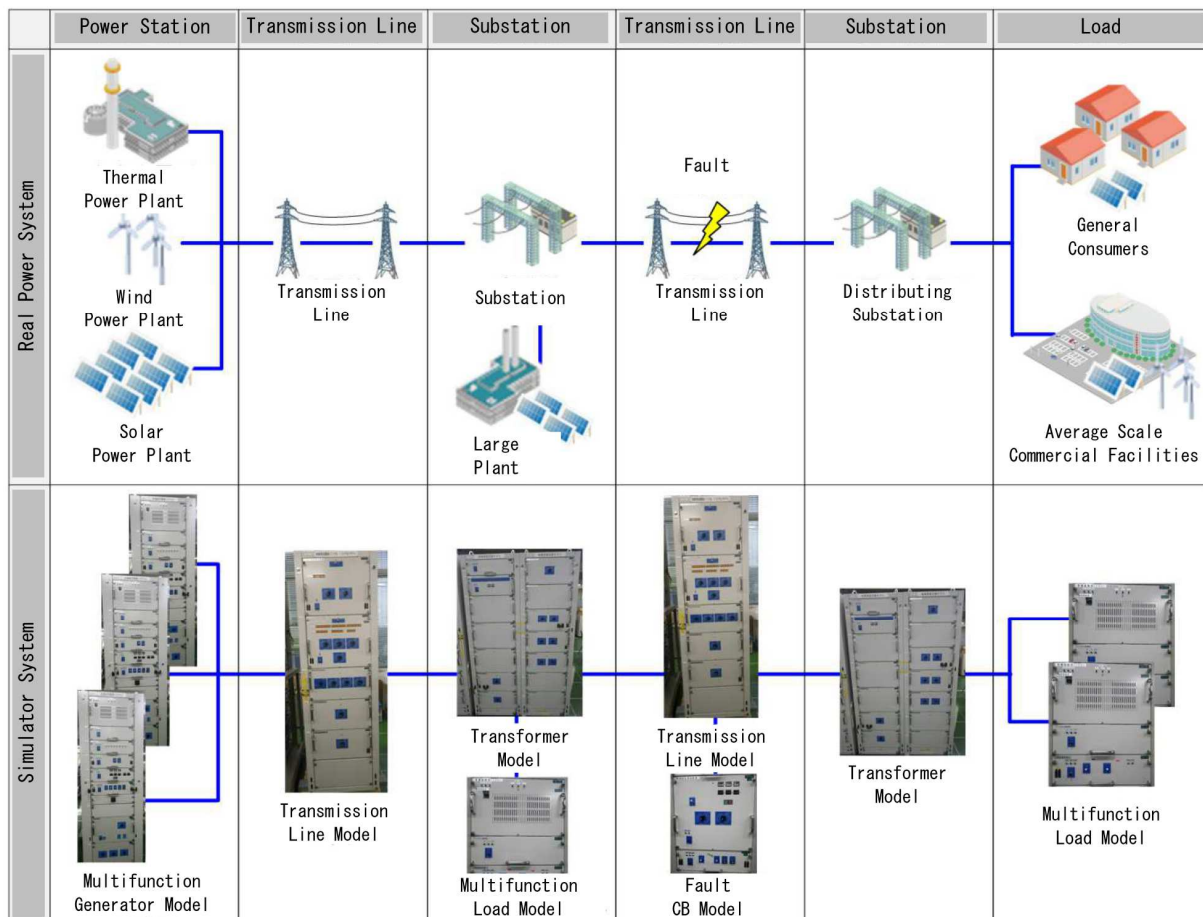 Power Station
Transmission Line
Substation
Transmission Line
Substation
Load
Real Power System
Thermal
Power Plant
Wind
Power Plant
Solar
Power Plant
Transmission
Line
Substation
Large
Plant
Fault
Transmission
Line
Distributing
Substation
General
Consumers
Average Scale
Commercial Facilities
Simulator System
Multifunction
Generator Model
Transmission
Line Model
Transformer
Model
Multifunction
Load Model
Transmission
Line Model
Fault
CB Model
Transformer
Model
Multifunction
Load Model